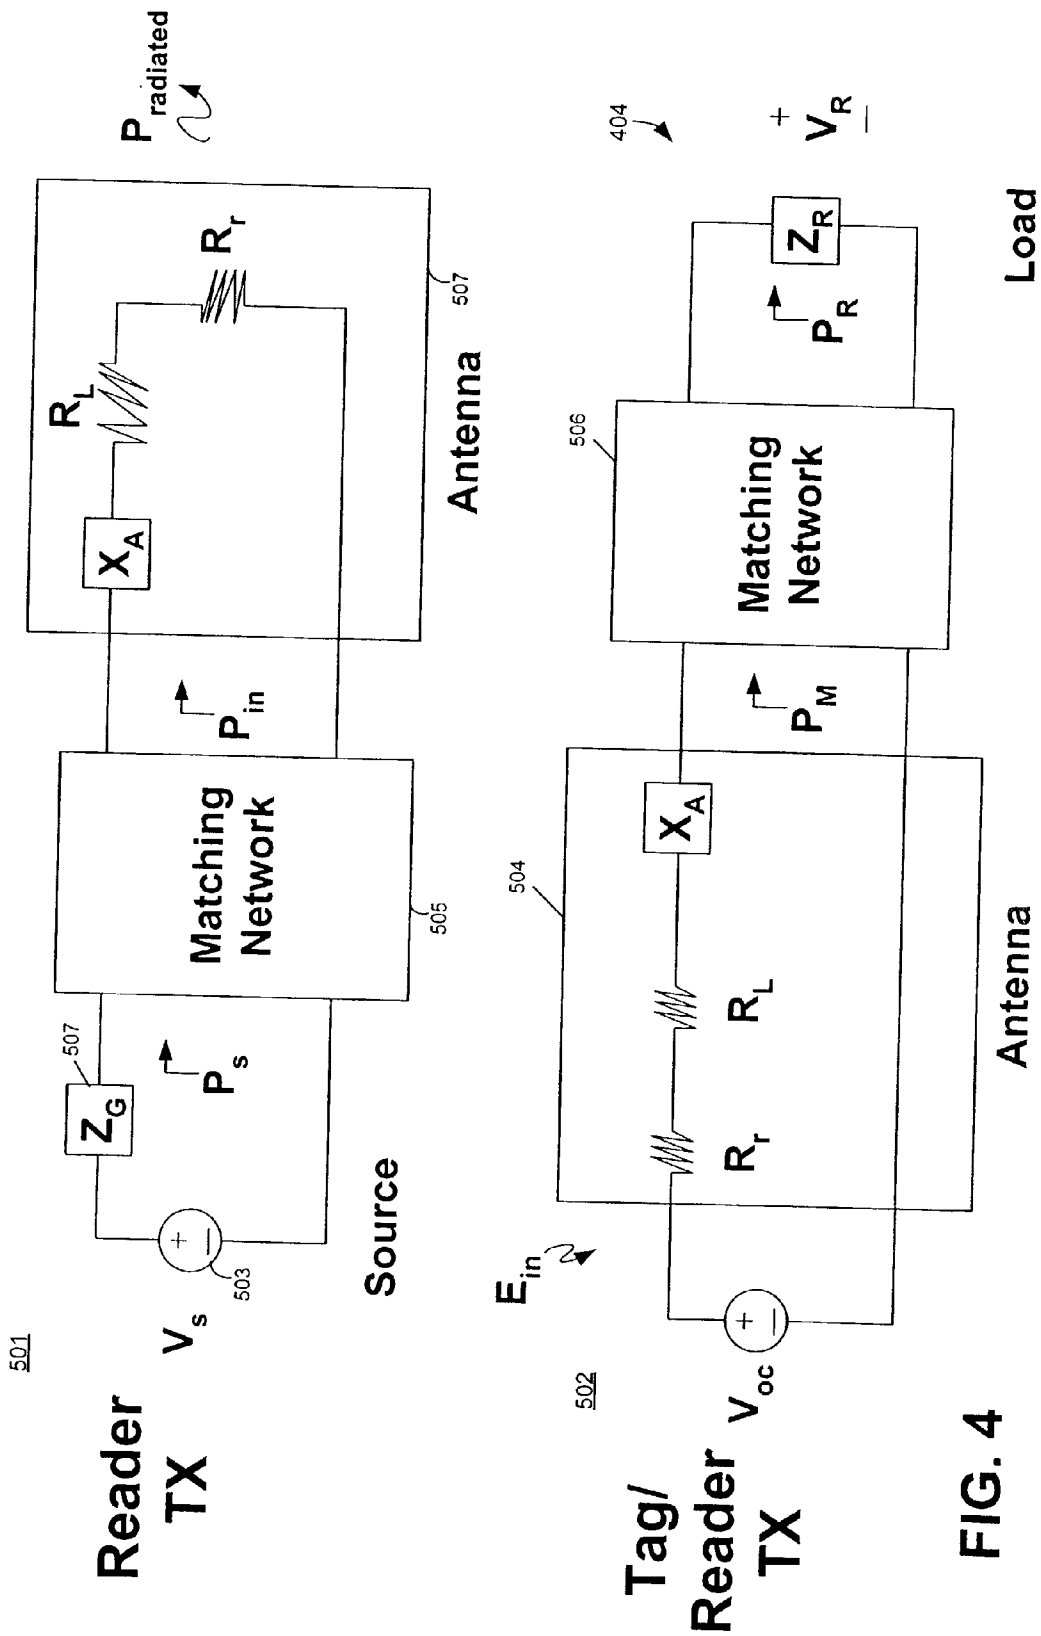 501
Reader
TX
V_s
+
–
503
Source
Z_G
507
P_s
Matching
Network
505
P_in
X_A
R_L
R_r
507
Antenna
P_radiated
502
Tag/
Reader
TX
V_oc
+
–
E_in
R_r
R_L
X_A
504
Antenna
P_M
Matching
Network
506
P_R
Z_R
404
+
V_R
–
Load
FIG. 4